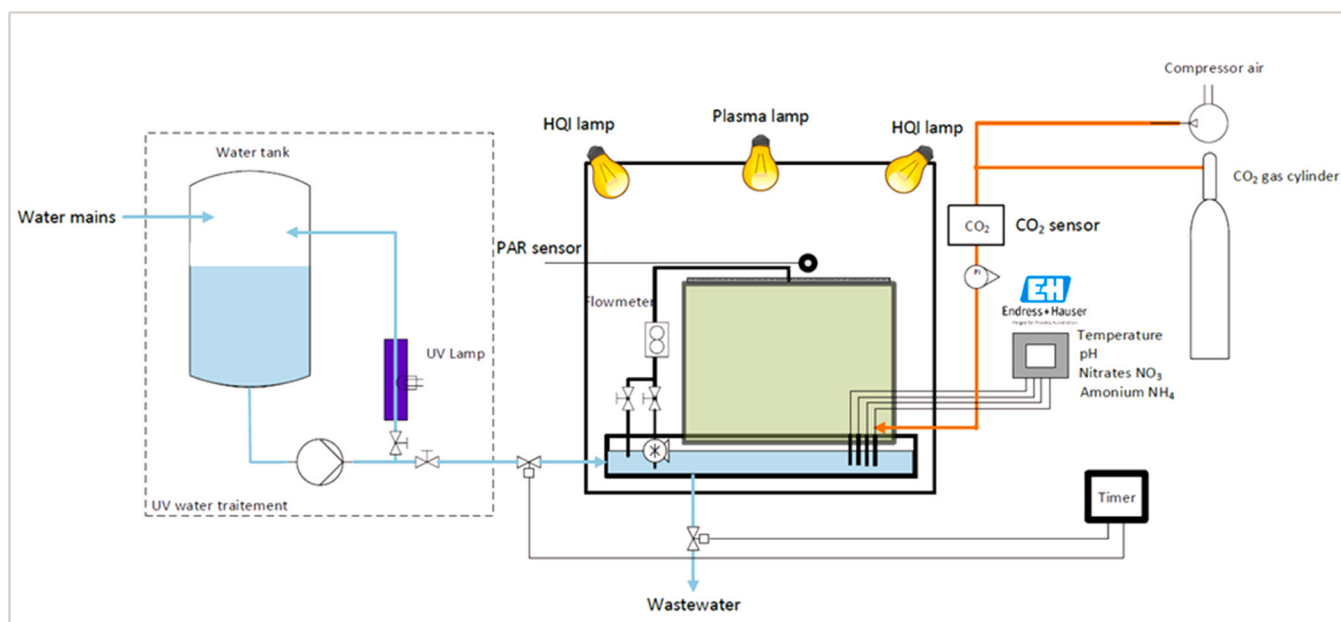 Compressor air
HQI lamp
Plasma lamp
HQI lamp
Water tank
CO₂ gas cylinder
Water mains
CO₂
CO₂ sensor
PAR sensor
PI
EH
Endress+Hauser
Flowmeter
Temperature
pH
Nitrates NO₃
Amonium NH₄
UV Lamp
Timer
UV water traitement
Wastewater